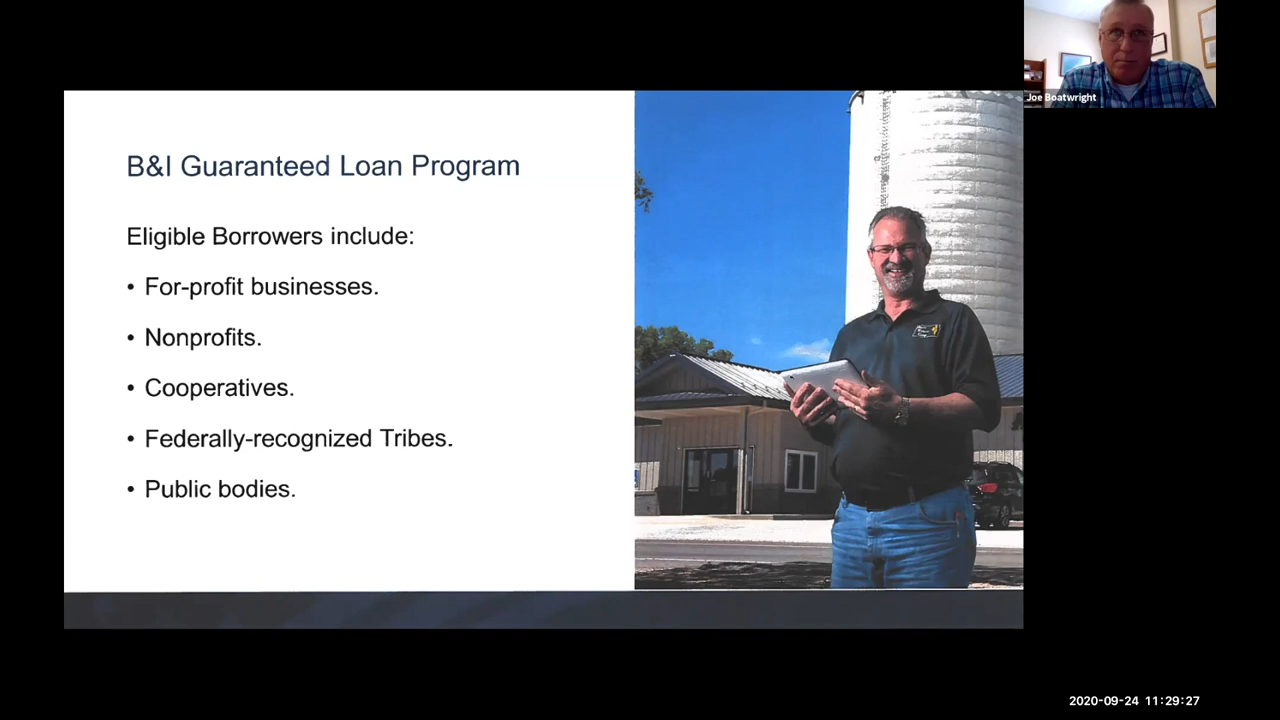 Joe Boatwright
B&I Guaranteed Loan Program
Eligible Borrowers include:
• For-profit businesses.
• Nonprofits.
• Cooperatives.
• Federally-recognized Tribes.
• Public bodies.
2020-09-24 11:29:27